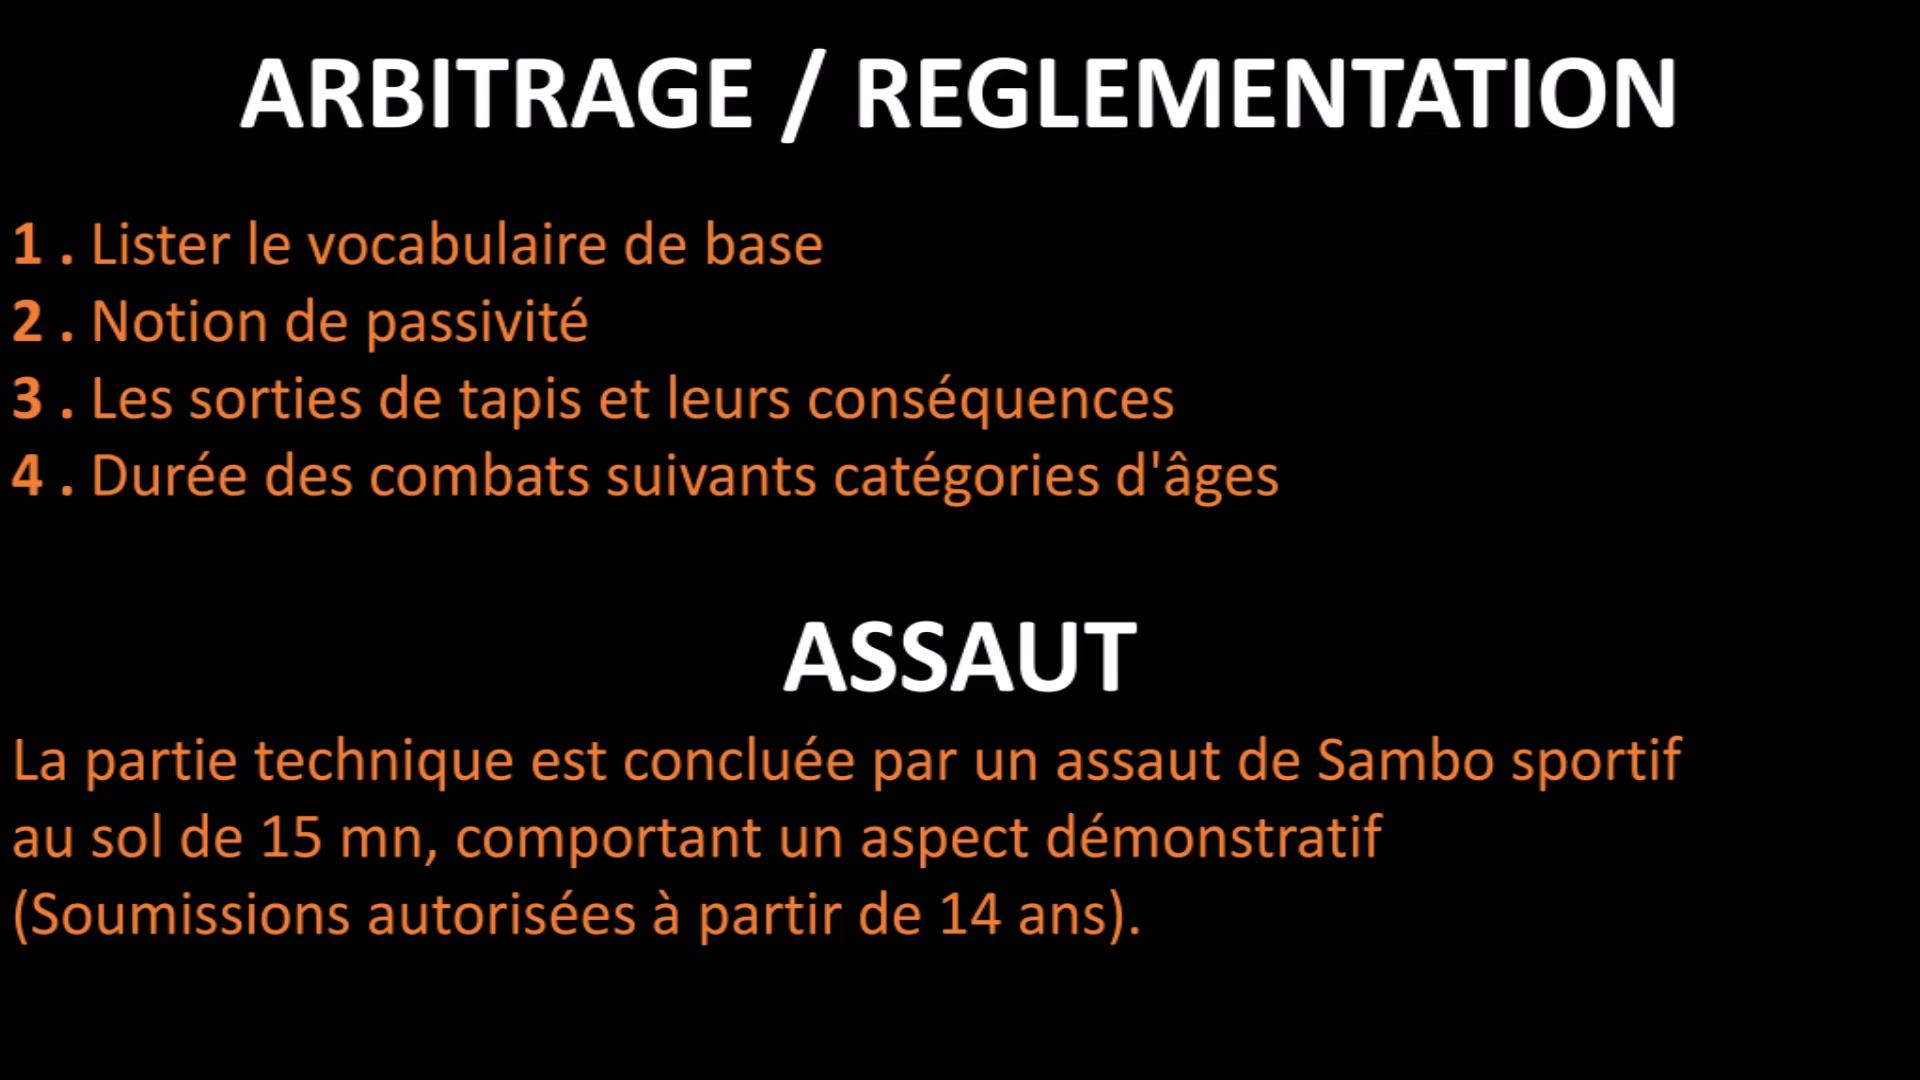 ARBITRAGE / REGLEMENTATION
1 . Lister le vocabulaire de base
2 . Notion de passivité
3 . Les sorties de tapis et leurs conséquences
4 . Durée des combats suivants catégories d'âges
ASSAUT
La partie technique est concluée par un assaut de Sambo sportif
au sol de 15 mn, comportant un aspect démonstratif
(Soumissions autorisées à partir de 14 ans).